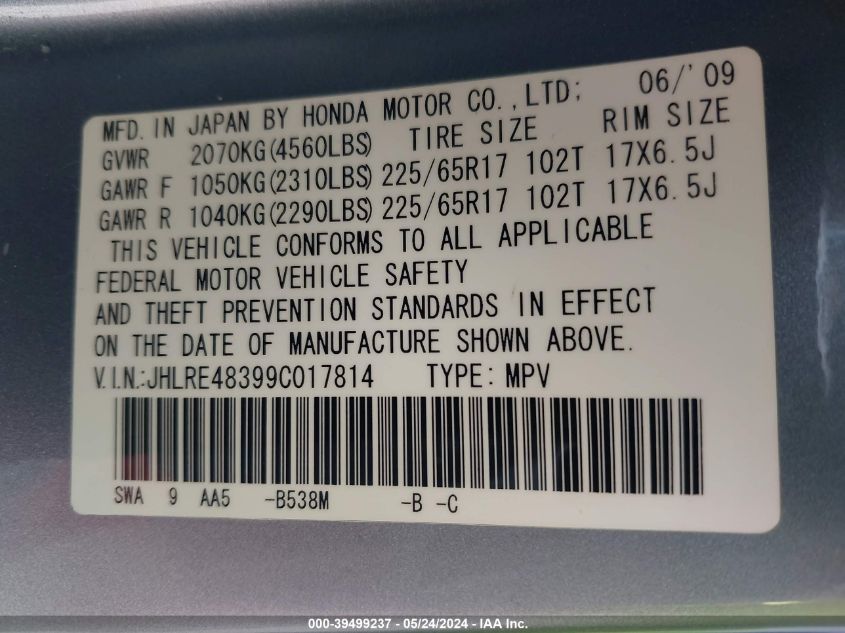 MFD. IN JAPAN BY HONDA MOTOR CO., LTD; 06/'09
GVWR 2070KG(4560LBS) TIRE SIZE RIM SIZE
GAWR F 1050KG(2310LBS) 225/65R17 102T 17X6.5J
GAWR R 1040KG(2290LBS) 225/65R17 102T 17X6.5J
THIS VEHICLE CONFORMS TO ALL APPLICABLE
FEDERAL MOTOR VEHICLE SAFETY
AND THEFT PREVENTION STANDARDS IN EFFECT
ON THE DATE OF MANUFACTURE SHOWN ABOVE.
V.I.N.:JHLRE48399C017814 TYPE: MPV
SWA 9 AA5 -B538M -B -C
000-39499237 - 05/24/2024 - IAA Inc.